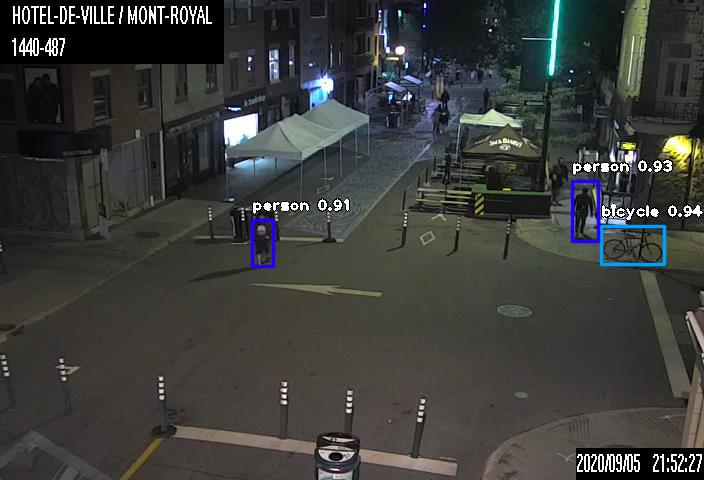 HOTEL-DE-VILLE / MONT-ROYAL
1440-487
person 0.93
person 0.91
bicycle 0.94
JACK DANIEL'S
2020/09/05 21:52:27